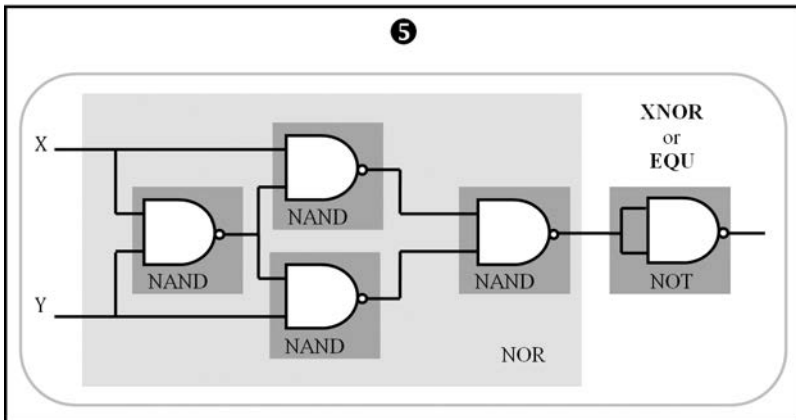 ❺
XNOR
or
EQU
X
NAND
NAND
NAND
NOT
Y
NAND
NOR